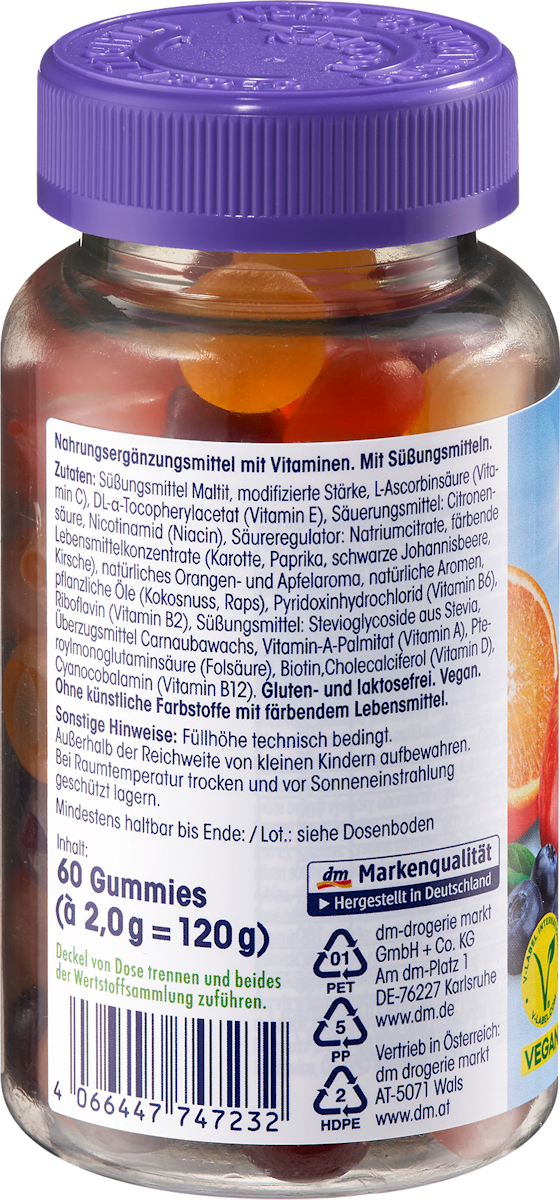 Nahrungsergänzungsmittel mit Vitaminen. Mit Süßungsmitteln.
Zutaten: Süßungsmittel Maltit, modifizierte Stärke, L-Ascorbinsäure (Vita-
min C), DL-α-Tocopherylacetat (Vitamin E), Säuerungsmittel: Citronen-
säure, Nicotinamid (Niacin), Säureregulator: Natriumcitrate, färbende
Lebensmittelkonzentrate (Karotte, Paprika, schwarze Johannisbeere,
Kirsche), natürliches Orangen- und Apfelaroma, natürliche Aromen,
pflanzliche Öle (Kokosnuss, Raps), Pyridoxinhydrochlorid (Vitamin B6),
Riboflavin (Vitamin B2), Süßungsmittel: Stevioglycoside aus Stevia,
Überzugsmittel Carnaubawachs, Vitamin-A-Palmitat (Vitamin A), Pte-
roylmonoglutaminsäure (Folsäure), Biotin,Cholecalciferol (Vitamin D),
Cyanocobalamin (Vitamin B12). Gluten- und laktosefrei. Vegan.
Ohne künstliche Farbstoffe mit färbendem Lebensmittel.
Sonstige Hinweise: Füllhöhe technisch bedingt.
Außerhalb der Reichweite von kleinen Kindern aufbewahren.
Bei Raumtemperatur trocken und vor Sonneneinstrahlung
geschützt lagern.
Mindestens haltbar bis Ende: / Lot.: siehe Dosenboden
Inhalt:
60 Gummies
(à 2,0g = 120g)
Deckel von Dose trennen und beides
der Wertstoffsammlung zuführen.
4 066447 747232
dm Markenqualität
Hergestellt in Deutschland
01
PET
5
PP
2
HDPE
dm-drogerie markt
GmbH + Co. KG
Am dm-Platz 1
DE-76227 Karlsruhe
www.dm.de
Vertrieb in Österreich:
dm drogerie markt
AT-5071 Wals
www.dm.at
V-LABEL
VEGAN